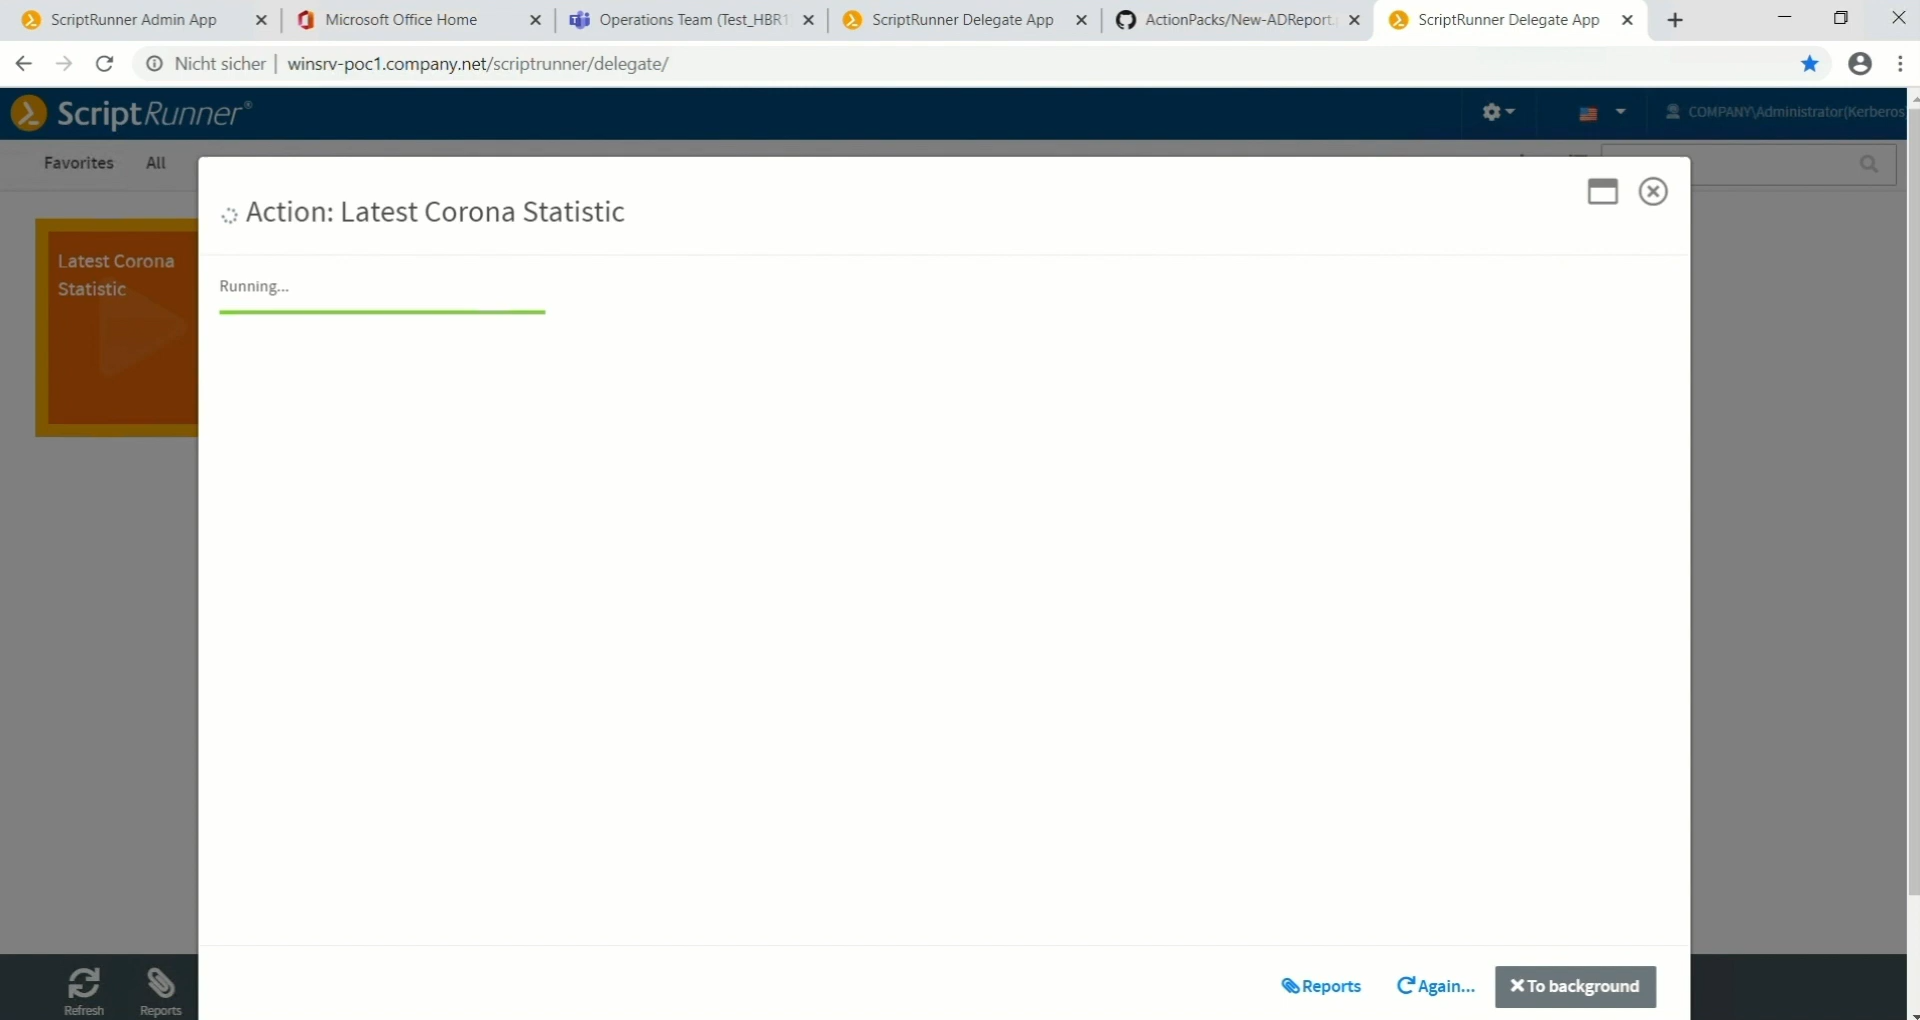 ScriptRunner Admin App
Microsoft Office Home
Operations Team (Test_HBR1
ScriptRunner Delegate App
ActionPacks/New-ADReport.
ScriptRunner Delegate App
Nicht sicher | winsrv-poc1.company.net/scriptrunner/delegate/
ScriptRunner®
COMPANY\Administrator(Kerberos
Favorites All
Action: Latest Corona Statistic
Latest Corona
Statistic
Running...
Reports Again... To background
Refresh Reports